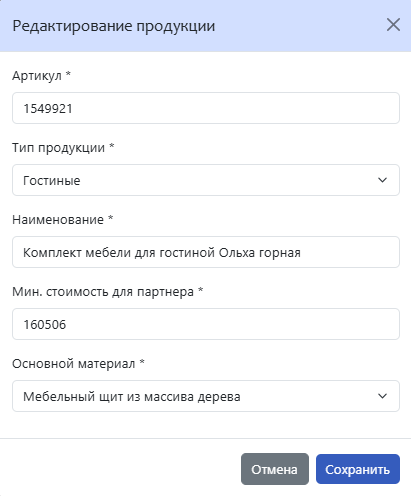 Редактирование продукции
Артикул *
1549921
Тип продукции *
Гостиные
Наименование *
Комплект мебели для гостиной Ольха горная
Мин. стоимость для партнера *
160506
Основной материал *
Мебельный щит из массива дерева
Отмена
Сохранить